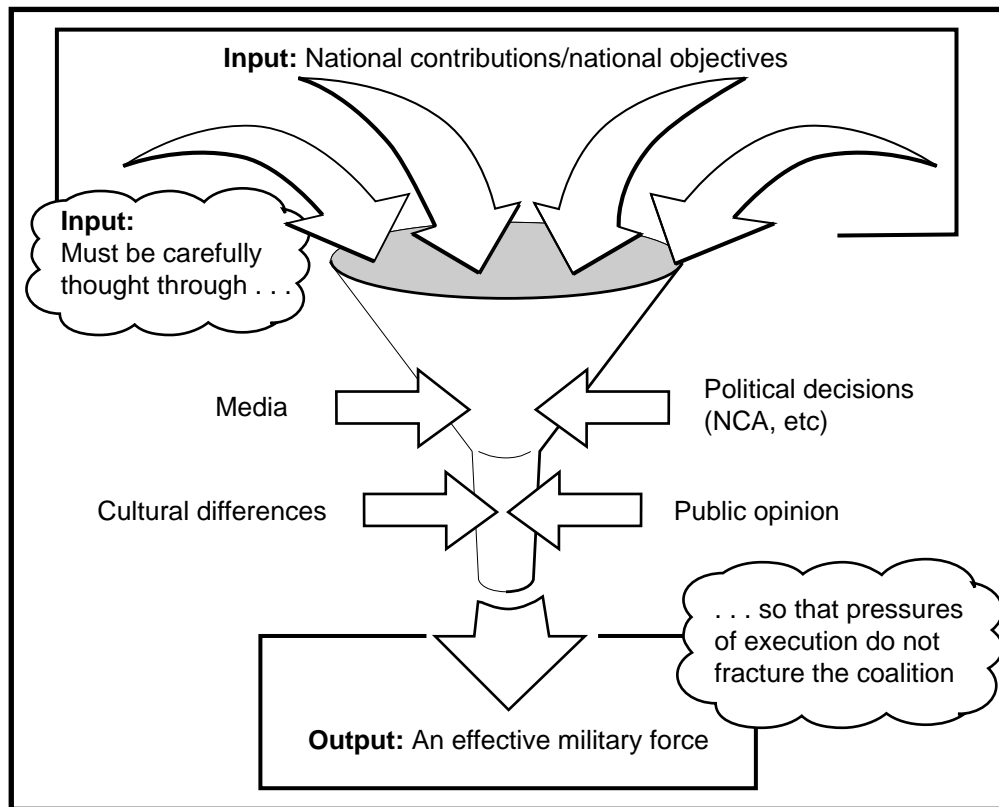 Input: National contributions/national objectives
Input:
Must be carefully
thought through . . .
Media
Political decisions
(NCA, etc)
Cultural differences
Public opinion
. . . so that pressures
of execution do not
fracture the coalition
Output: An effective military force